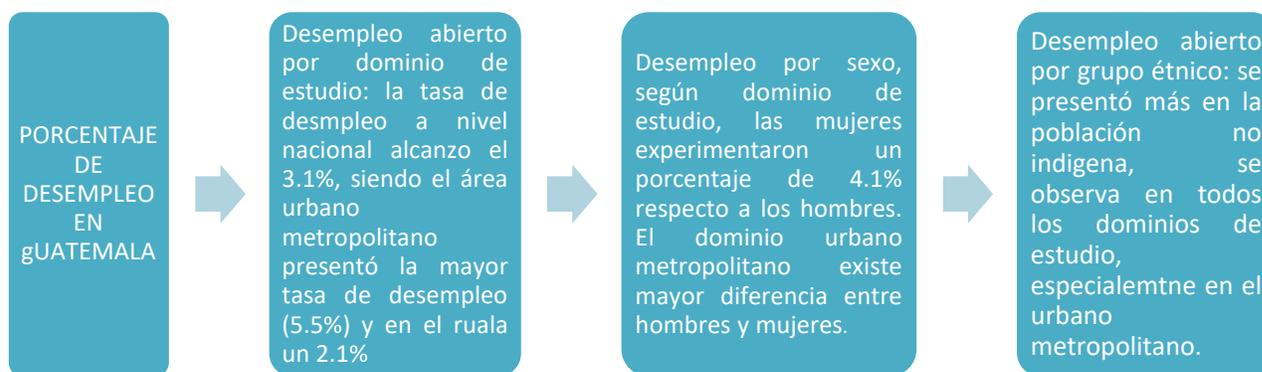 PORCENTAJE
DE
DESEMPLEO
EN
gUATEMALA
Desempleo abierto
por dominio de
estudio: la tasa de
desmpleo a nivel
nacional alcanzo el
3.1%, siendo el área
urbano
metropolitano
presentó la mayor
tasa de desempleo
(5.5%) y en el ruala
un 2.1%
Desempleo por sexo,
según dominio de
estudio, las mujeres
experimentaron un
porcentaje de 4.1%
respecto a los hombres.
El dominio urbano
metropolitano existe
mayor diferencia entre
hombres y mujeres.
Desempleo abierto
por grupo étnico: se
presentó más en la
población no
indigena, se
observa en todos
los dominios de
estudio,
especialemtne en el
urbano
metropolitano.